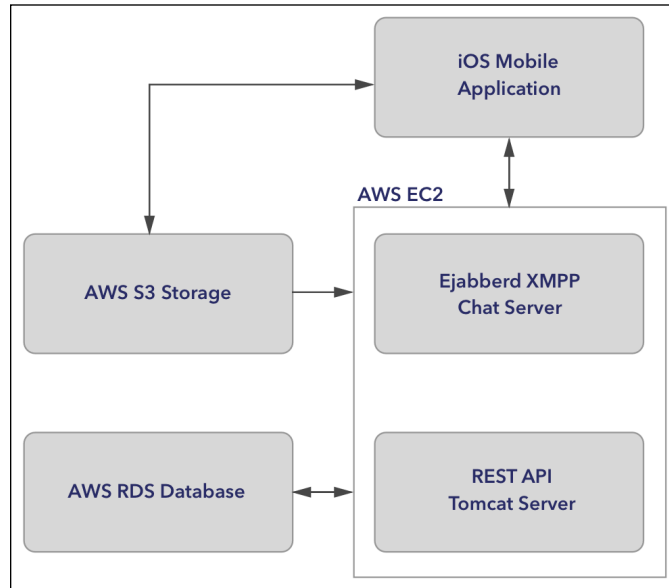 iOS Mobile
Application
AWS EC2
AWS S3 Storage
Ejabberd XMPP
Chat Server
AWS RDS Database
REST API
Tomcat Server